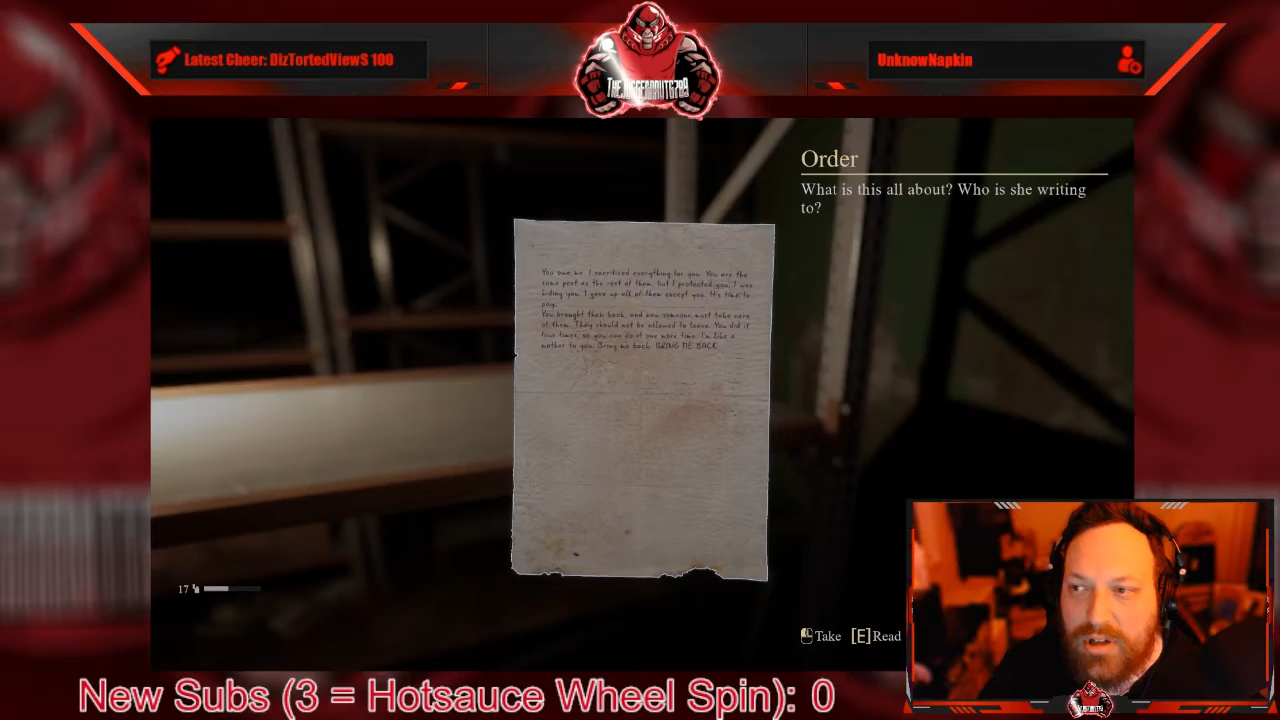 Latest Cheer: DizTortedViewS 100
THEJUGGERNAUT6789
UnknowNapkin
Order
What is this all about? Who is she writing
to?
You owe me. I sacrificed everything for you. You are the
same pest as the rest of them, but I protected you. I was
hiding you. I gave up all of them except you. It's time to
pay.
You brought them back, and now someone must take care
of them. They should not be allowed to leave. You did it
four times, so you can do it one more time. I'm like a
mother to you. Bring me back. BRING ME BACK
17
Take [E]Read
New Subs (3 = Hotsauce Wheel Spin): 0